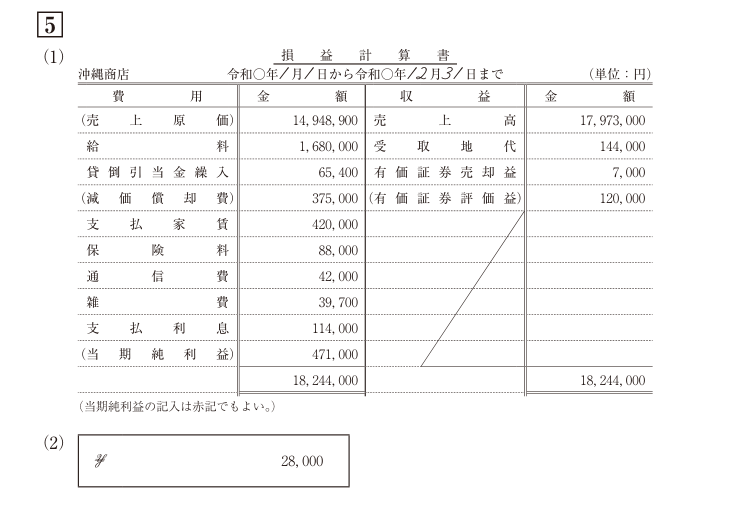 5
(1)
損益計算書
沖縄商店 令和○年1月1日から令和○年12月31日まで (単位：円)
費用 金額 収益 金額
(売上原価) 14,948,900 売上高 17,973,000
給料 1,680,000 受取地代 144,000
貸倒引当金繰入 65,400 有価証券売却益 7,000
(減価償却費) 375,000 (有価証券評価益) 120,000
支払家賃 420,000
保険料 88,000
通信費 42,000
雑費 39,700
支払利息 114,000
(当期純利益) 471,000
18,244,000 18,244,000
(当期純利益の記入は赤記でもよい。)
(2)
¥ 28,000